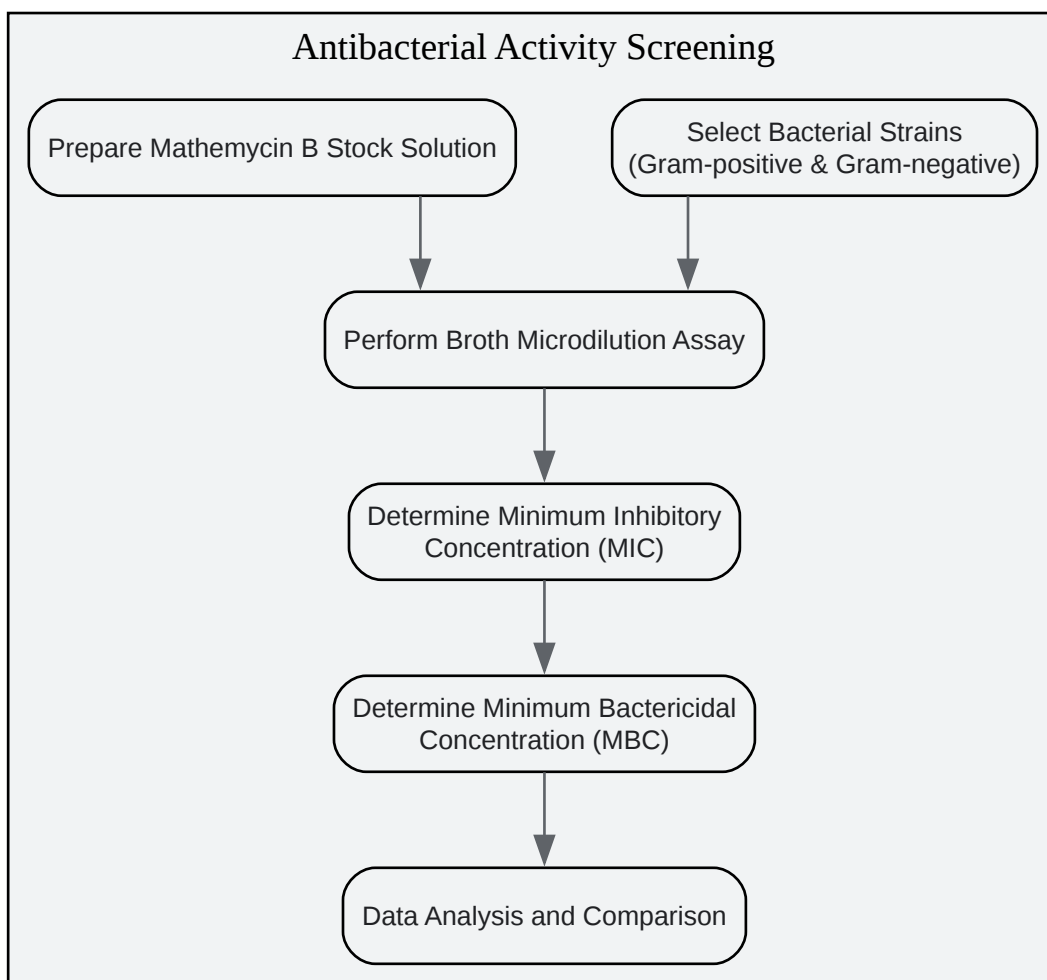 Antibacterial Activity Screening
Prepare Mathemycin B Stock Solution
Select Bacterial Strains
(Gram-positive & Gram-negative)
Perform Broth Microdilution Assay
Determine Minimum Inhibitory
Concentration (MIC)
Determine Minimum Bactericidal
Concentration (MBC)
Data Analysis and Comparison